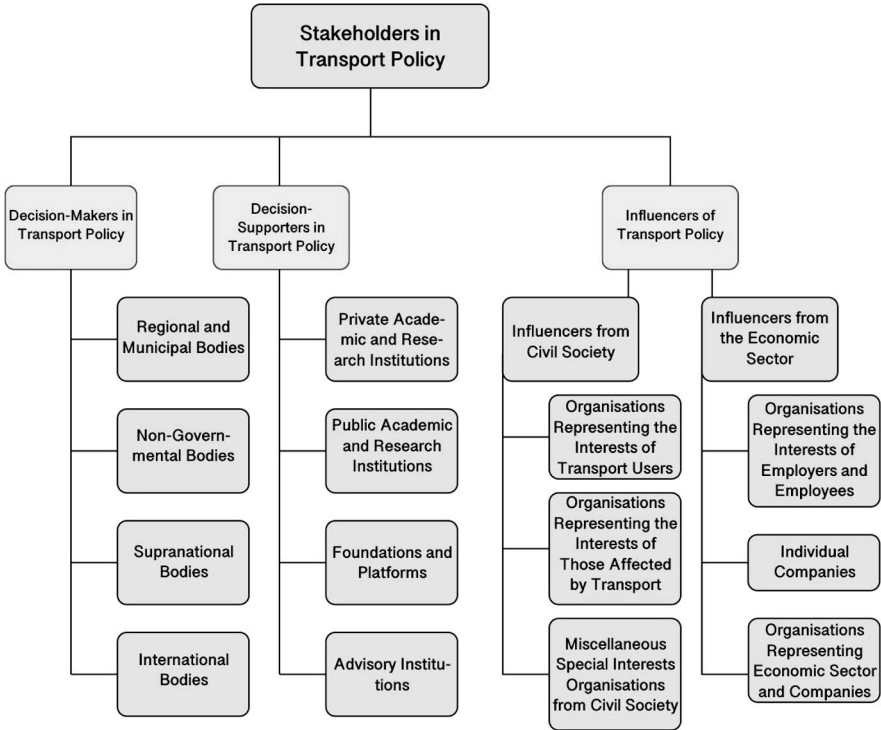 Stakeholders in
Transport Policy
Decision-Makers in
Transport Policy
Decision-
Supporters in
Transport Policy
Influencers of
Transport Policy
Regional and
Municipal Bodies
Non-Govern-
mental Bodies
Supranational
Bodies
International
Bodies
Private Acade-
mic and Rese-
arch Institutions
Public Academic
and Research
Institutions
Foundations and
Platforms
Advisory Institu-
tions
Influencers from
Civil Society
Organisations
Representing the
Interests of
Transport Users
Organisations
Representing the
Interests of
Those Affected
by Transport
Miscellaneous
Special Interests
Organisations
from Civil Society
Influencers from
the Economic
Sector
Organisations
Representing the
Interests of
Employers and
Employees
Individual
Companies
Organisations
Representing
Economic Sector
and Companies